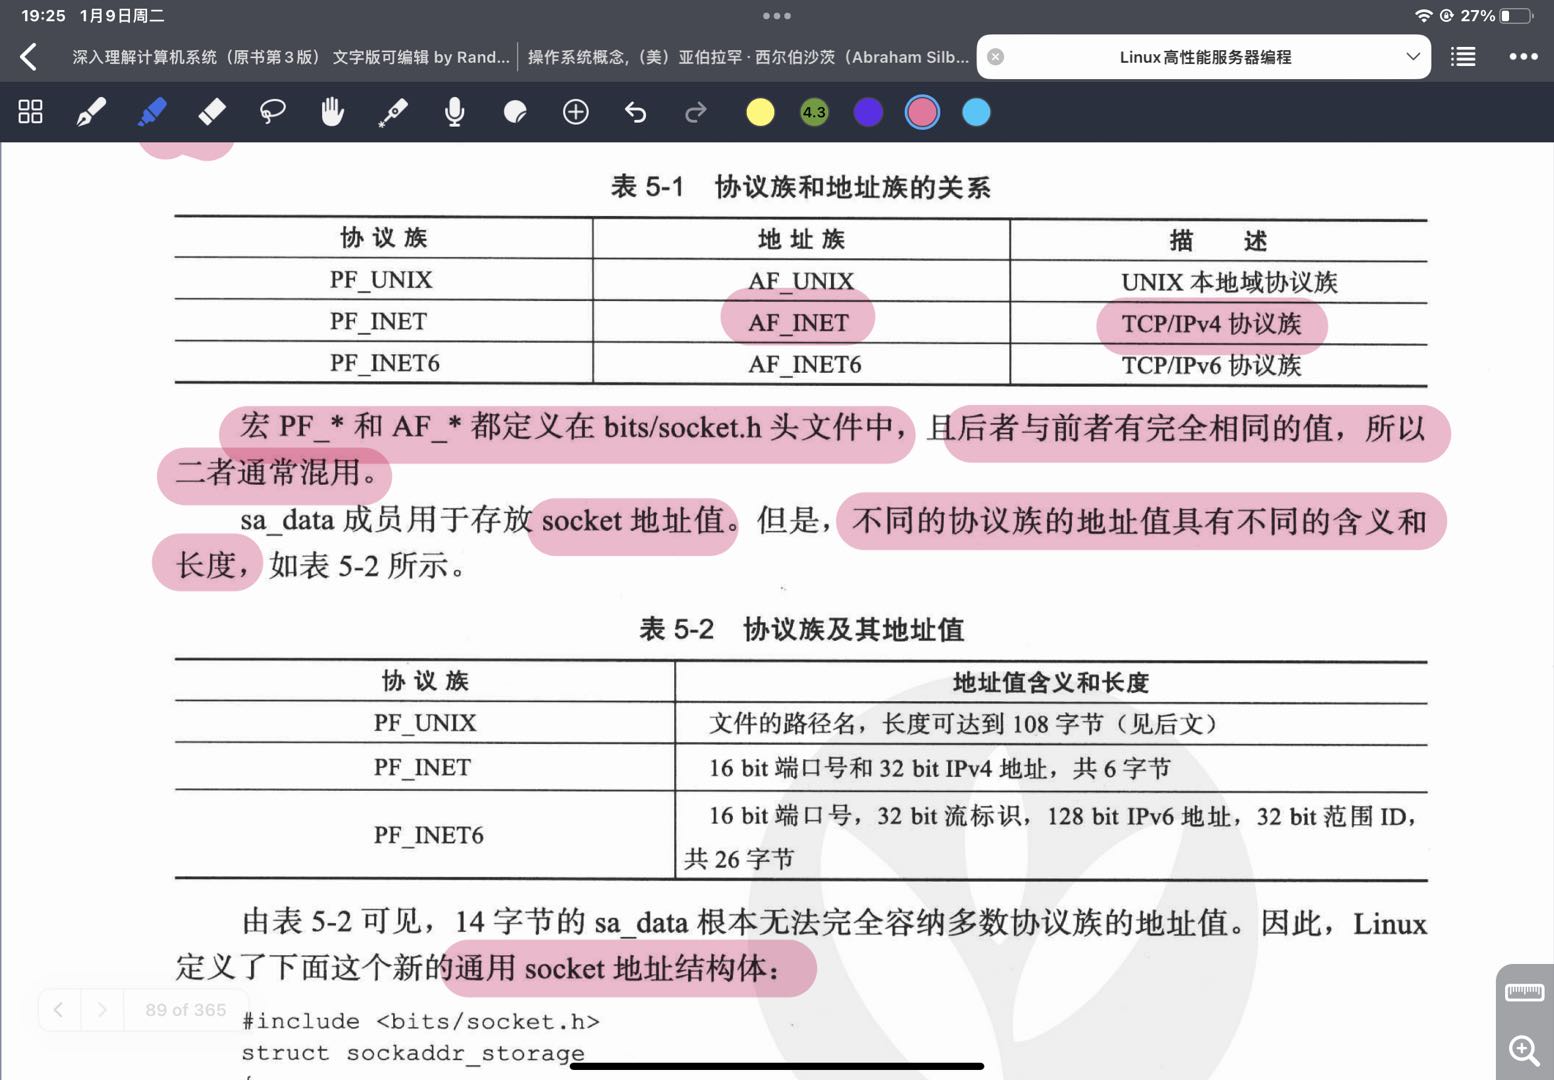 19:25 1月9日周二
27%
深入理解计算机系统（原书第3版） 文字版可编辑 by Rand...
操作系统概念,（美）亚伯拉罕·西尔伯沙茨（Abraham Silb...
Linux高性能服务器编程
4.3
表 5-1 协议族和地址族的关系
协 议 族 地 址 族 描 述
PF_UNIX AF_UNIX UNIX 本地域协议族
PF_INET AF_INET TCP/IPv4 协议族
PF_INET6 AF_INET6 TCP/IPv6 协议族
宏 PF_* 和 AF_* 都定义在 bits/socket.h 头文件中，且后者与前者有完全相同的值，所以
二者通常混用。
sa_data 成员用于存放 socket 地址值。但是，不同的协议族的地址值具有不同的含义和
长度，如表 5-2 所示。
表 5-2 协议族及其地址值
协 议 族 地址值含义和长度
PF_UNIX 文件的路径名，长度可达到 108 字节（见后文）
PF_INET 16 bit 端口号和 32 bit IPv4 地址，共 6 字节
PF_INET6 16 bit 端口号，32 bit 流标识，128 bit IPv6 地址，32 bit 范围 ID，
共 26 字节
由表 5-2 可见，14 字节的 sa_data 根本无法完全容纳多数协议族的地址值。因此，Linux
定义了下面这个新的通用 socket 地址结构体：
89 of 365
#include <bits/socket.h>
struct sockaddr_storage